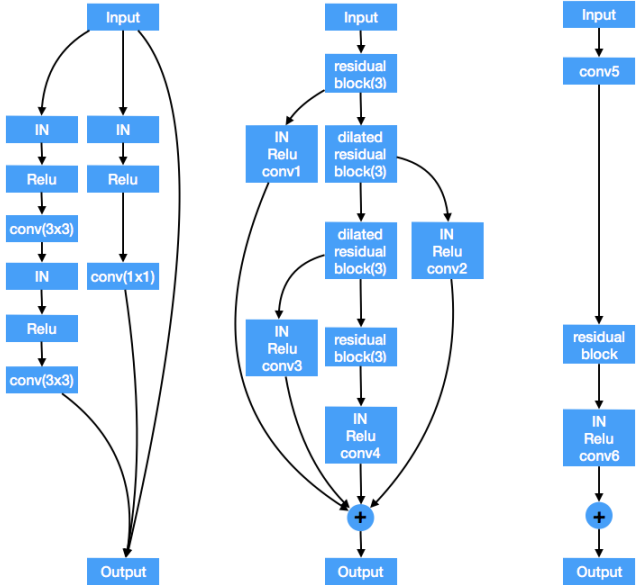 Input
IN
Relu
conv(3x3)
IN
Relu
conv(3x3)
IN
Relu
conv(1x1)
Output
Input
residual
block(3)
IN
Relu
conv1
dilated
residual
block(3)
dilated
residual
block(3)
IN
Relu
conv2
IN
Relu
conv3
residual
block(3)
IN
Relu
conv4
+
Output
Input
conv5
residual
block
IN
Relu
conv6
+
Output